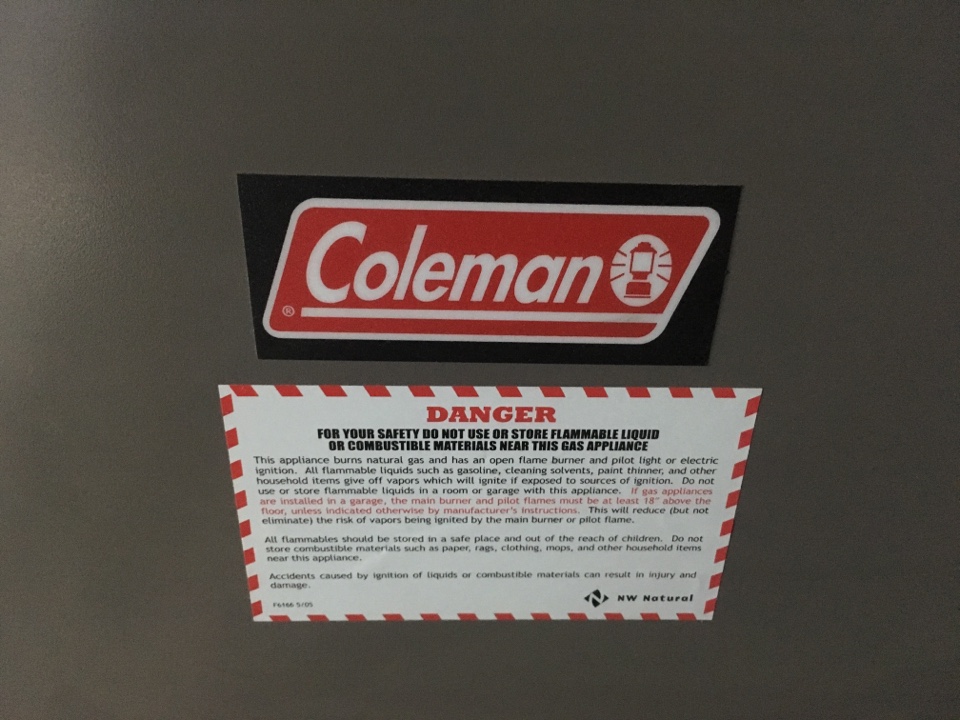 Coleman
®
DANGER
FOR YOUR SAFETY DO NOT USE OR STORE FLAMMABLE LIQUID
OR COMBUSTIBLE MATERIALS NEAR THIS GAS APPLIANCE
This appliance burns natural gas and has an open flame burner and pilot light or electric
ignition. All flammable liquids such as gasoline, cleaning solvents, paint thinner, and other
household items give off vapors which will ignite if exposed to sources of ignition. Do not
use or store flammable liquids in a room or garage with this appliance. If gas appliances
are installed in a garage, the main burner and pilot flames must be at least 18" above the
floor, unless indicated otherwise by manufacturer's instructions. This will reduce (but not
eliminate) the risk of vapors being ignited by the main burner or pilot flame.
All flammables should be stored in a safe place and out of the reach of children. Do not
store combustible materials such as paper, rags, clothing, mops, and other household items
near this appliance.
Accidents caused by ignition of liquids or combustible materials can result in injury and
damage.
F6166 5/05
NW Natural